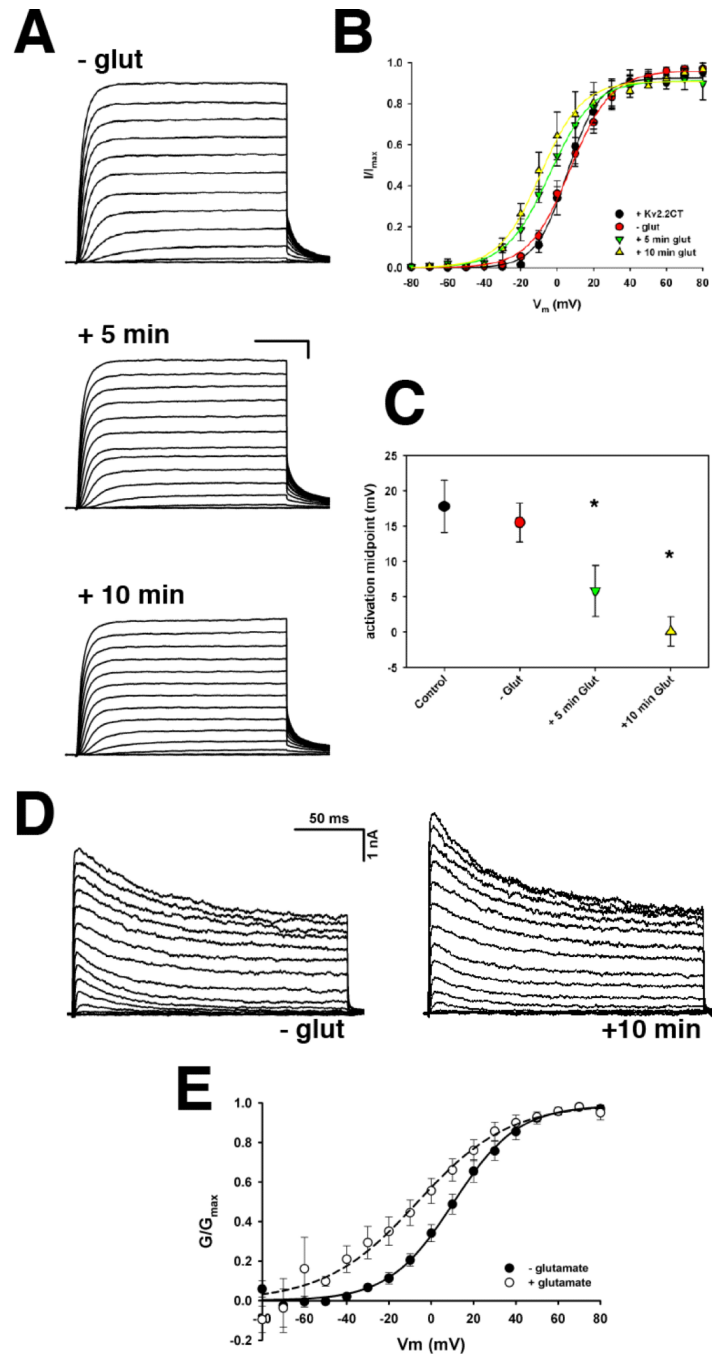 A
- glut
+ 5 min
+ 10 min
B
1.0
0.8
0.6
0.4
0.2
0.0
I/Imax
-80 -60 -40 -20 0 20 40 60 80
Vm (mV)
+ Kv2.2CT
- glut
+ 5 min glut
+ 10 min glut
C
25
20
15
10
5
0
-5
activation midpoint (mV)
*
*
Control
- Glut
+ 5 min Glut
+10 min Glut
D
50 ms
1 nA
- glut
+10 min
E
1.0
0.8
0.6
0.4
0.2
0.0
-0.2
G/Gmax
-80 -60 -40 -20 0 20 40 60 80
Vm (mV)
- glutamate
+ glutamate